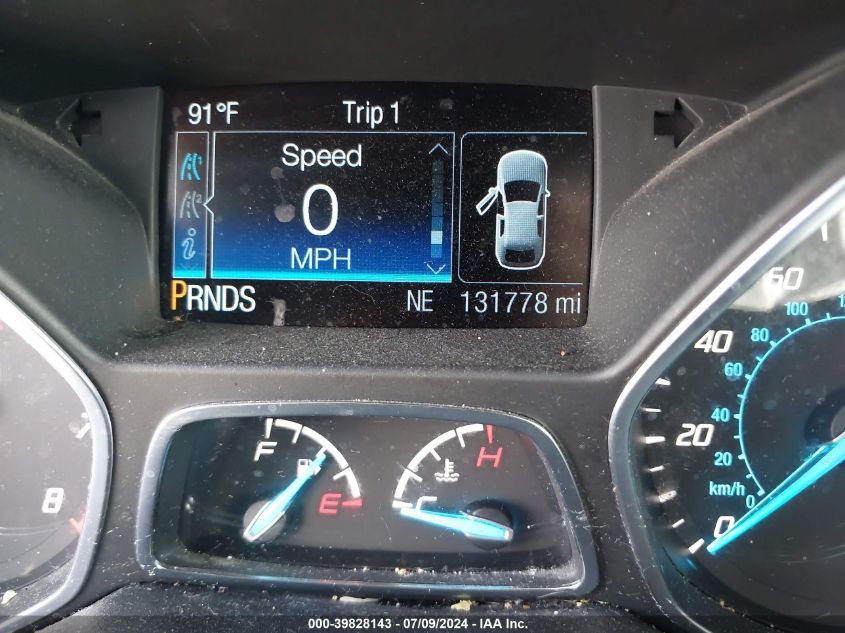 91°F Trip 1
Speed
0
MPH
PRNDS NE 131778 mi
F E
C H
8
0 20 40 60
km/h 0 20 40 60 80 100
000-39828143 - 07/09/2024 - IAA Inc.